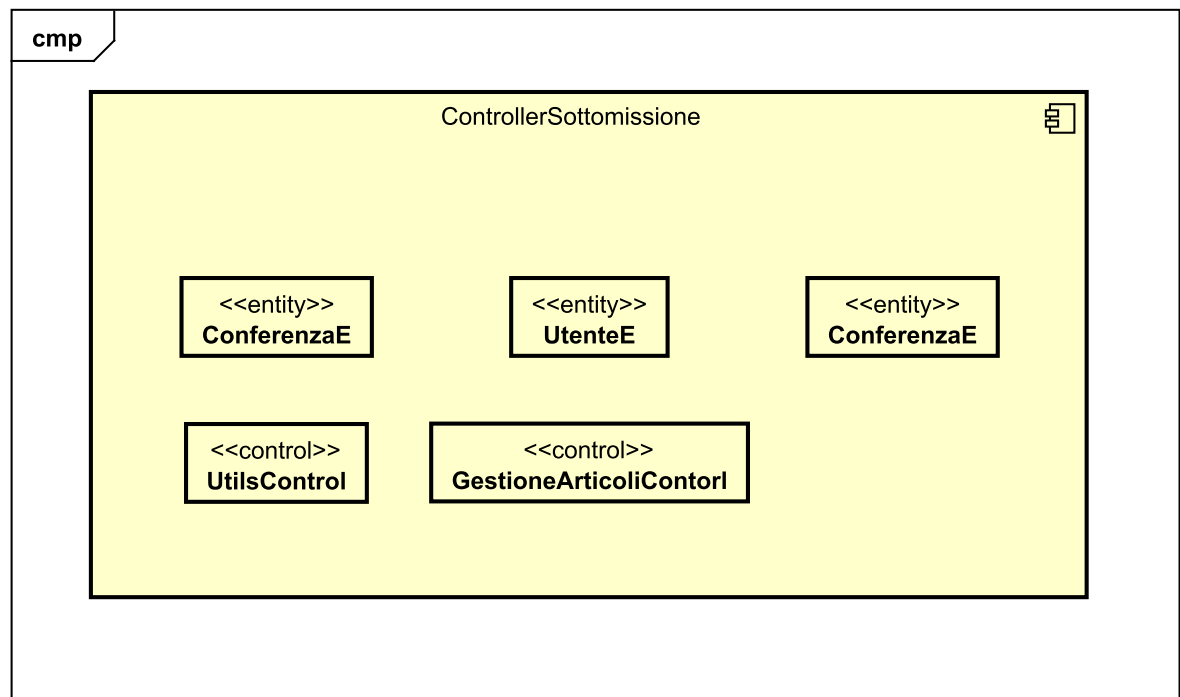 cmp
ControllerSottomissione
<<entity>>
ConferenzaE
<<entity>>
UtenteE
<<entity>>
ConferenzaE
<<control>>
UtilsControl
<<control>>
GestioneArticoliContorl